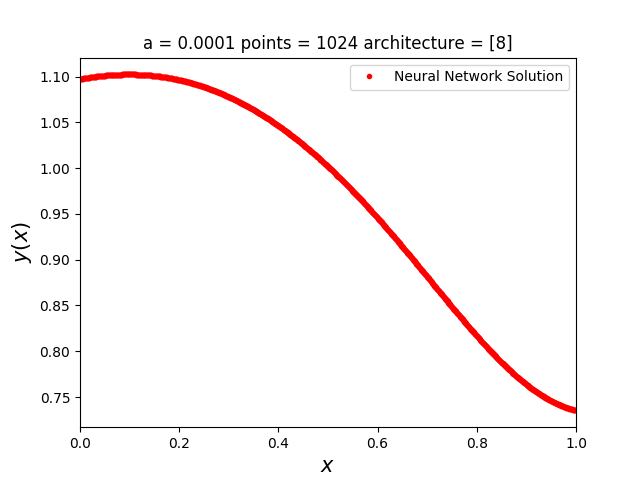 a = 0.0001 points = 1024 architecture = [8]
Neural Network Solution
1.10
1.05
1.00
0.95
0.90
0.85
0.80
0.75
y(x)
0.0 0.2 0.4 0.6 0.8 1.0
x